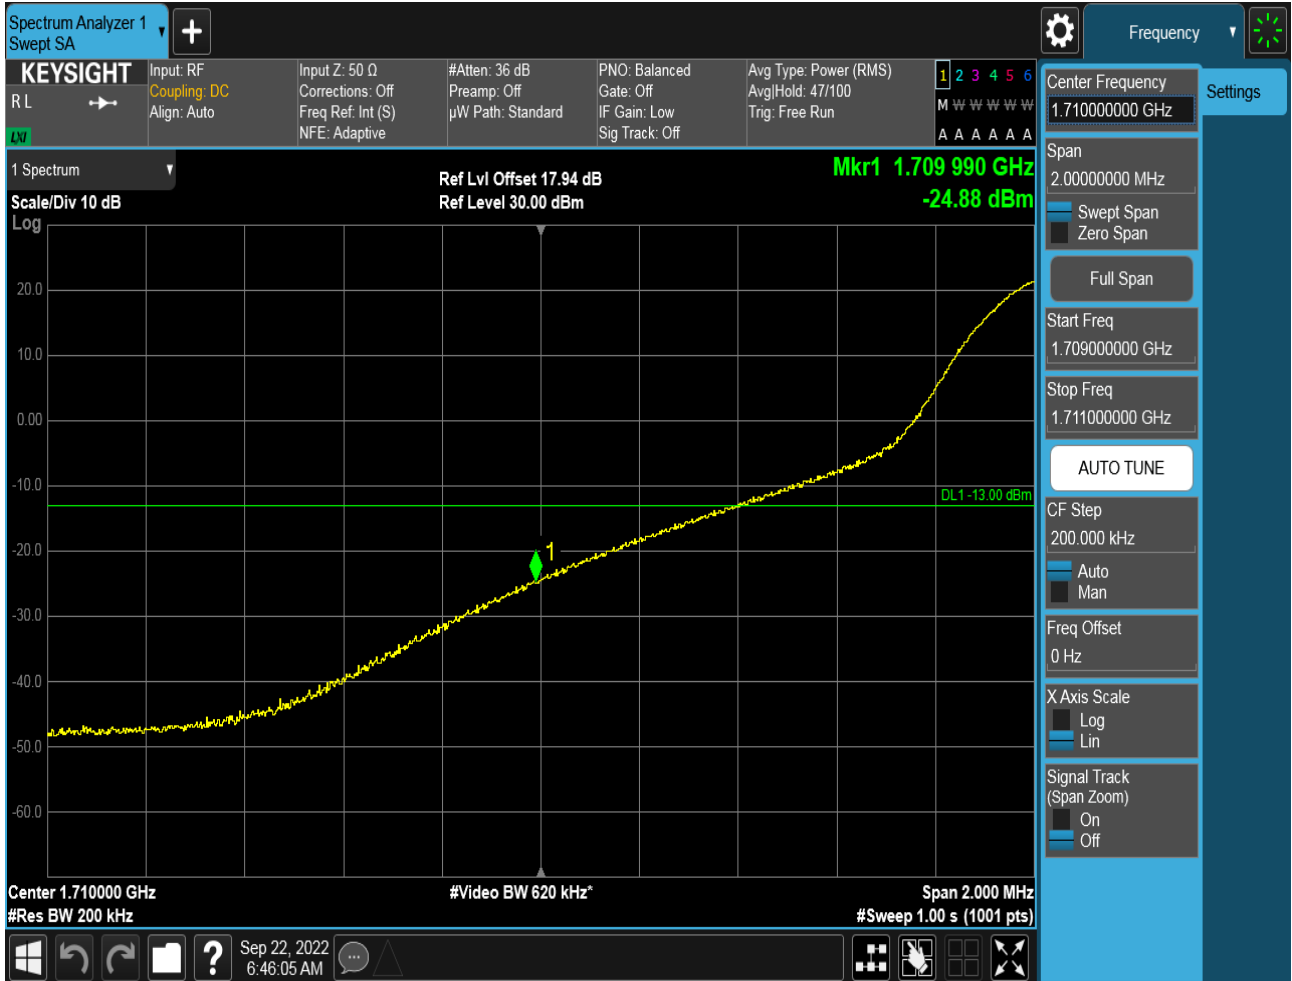 Spectrum Analyzer 1
Swept SA
+
Frequency
KEYSIGHT
R L
LXI
Input: RF
Coupling: DC
Align: Auto
Input Z: 50 Ω
Corrections: Off
Freq Ref: Int (S)
NFE: Adaptive
#Atten: 36 dB
Preamp: Off
µW Path: Standard
PNO: Balanced
Gate: Off
IF Gain: Low
Sig Track: Off
Avg Type: Power (RMS)
Avg|Hold: 47/100
Trig: Free Run
1 2 3 4 5 6
M W W W W W
A A A A A A
1 Spectrum
Scale/Div 10 dB
Log
Ref Lvl Offset 17.94 dB
Ref Level 30.00 dBm
Mkr1 1.709 990 GHz
-24.88 dBm
20.0
10.0
0.00
-10.0
DL1 -13.00 dBm
-20.0
1
-30.0
-40.0
-50.0
-60.0
Center 1.710000 GHz
#Video BW 620 kHz*
Span 2.000 MHz
#Res BW 200 kHz
#Sweep 1.00 s (1001 pts)
?
Sep 22, 2022
6:46:05 AM
Center Frequency
1.710000000 GHz
Settings
Span
2.00000000 MHz
Swept Span
Zero Span
Full Span
Start Freq
1.709000000 GHz
Stop Freq
1.711000000 GHz
AUTO TUNE
CF Step
200.000 kHz
Auto
Man
Freq Offset
0 Hz
X Axis Scale
Log
Lin
Signal Track
(Span Zoom)
On
Off